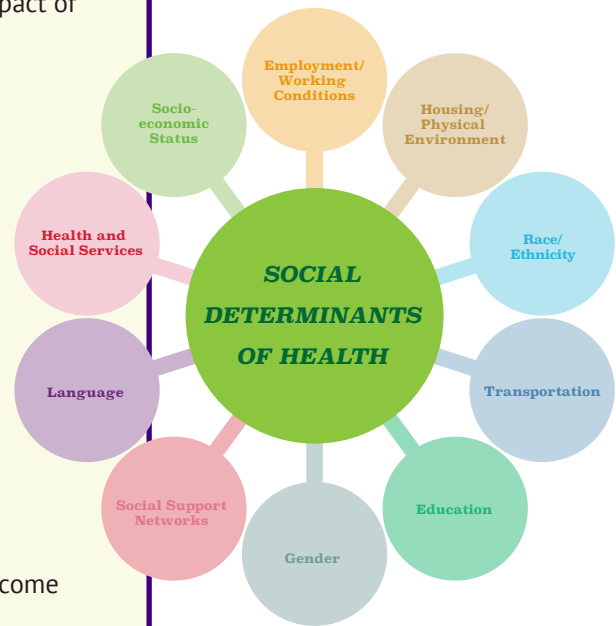 pact of
Employment/
Working
Conditions
Housing/
Physical
Environment
Race/
Ethnicity
Transportation
Education
Gender
Social Support
Networks
Language
Health and
Social Services
Socio-
economic
Status
SOCIAL
DETERMINANTS
OF HEALTH
come